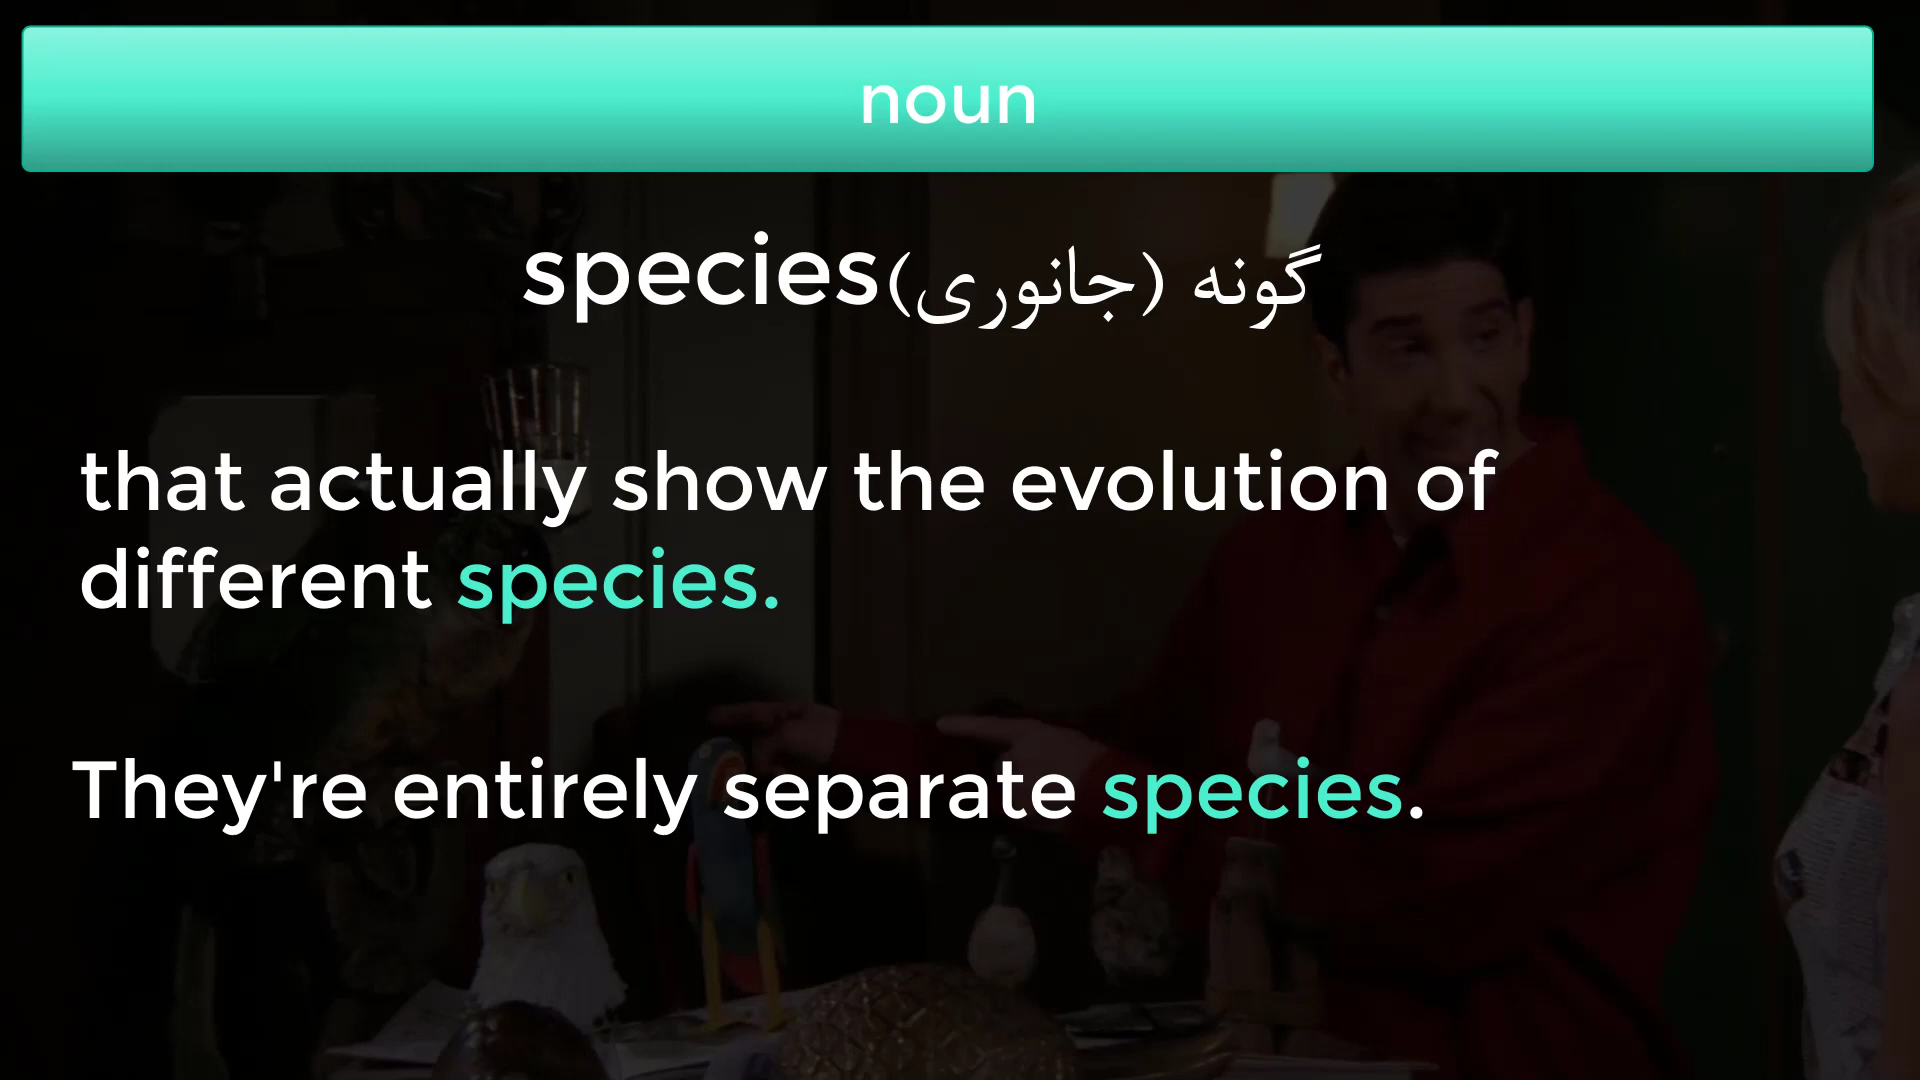 noun
species گونه (جانوری)
that actually show the evolution of
different species.
They're entirely separate species.